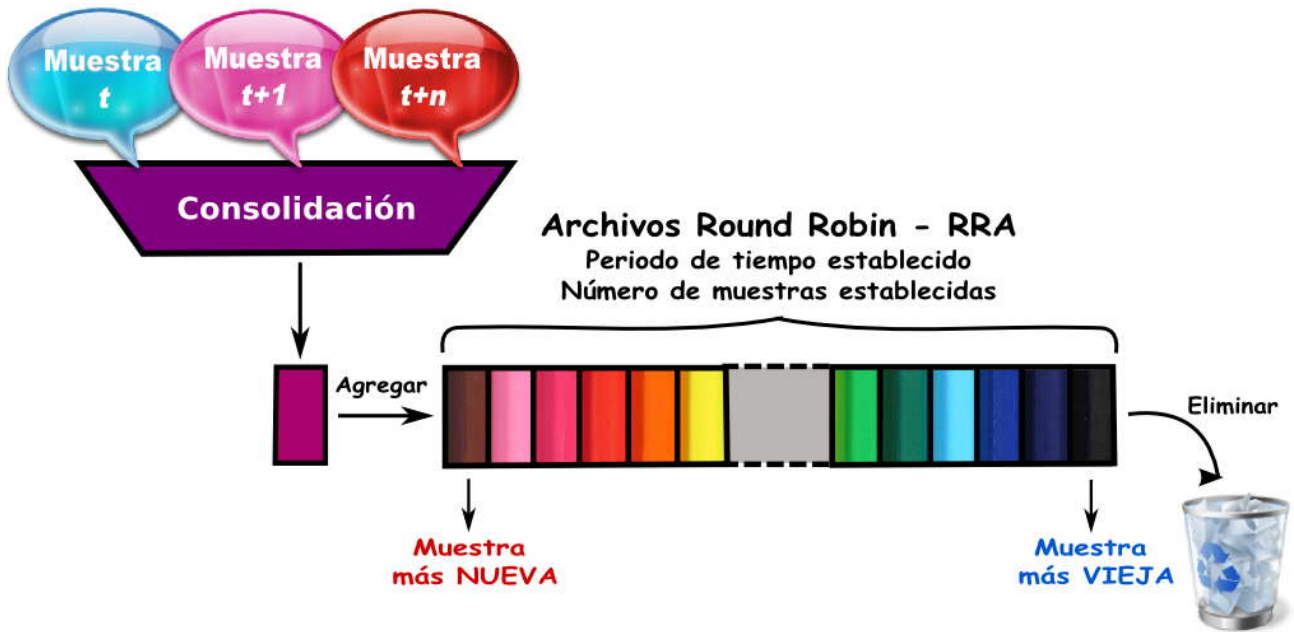 Muestra
t
Muestra
t+1
Muestra
t+n
Consolidación
Archivos Round Robin - RRA
Periodo de tiempo establecido
Número de muestras establecidas
Agregar
Eliminar
Muestra
más NUEVA
Muestra
más VIEJA